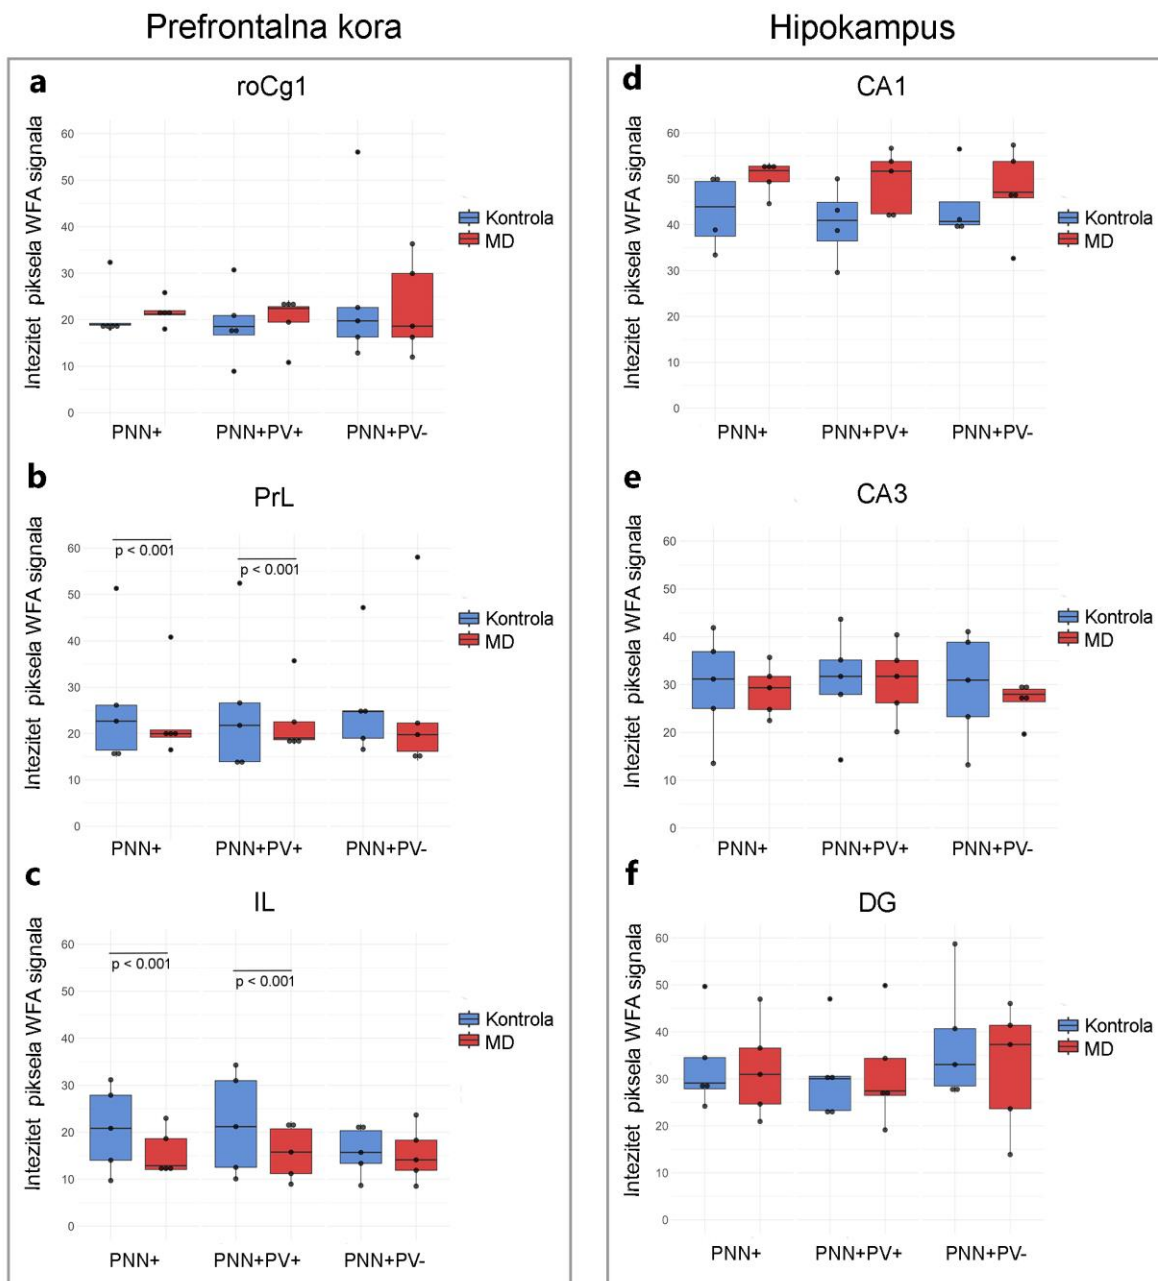 Prefrontalna kora
a
roCg1
Intezitet piksela WFA signala
60
50
40
30
20
10
0
PNN+
PNN+PV+
PNN+PV-
Kontrola
MD
b
PrL
Intezitet piksela WFA signala
60
50
40
30
20
10
0
p < 0.001
p < 0.001
PNN+
PNN+PV+
PNN+PV-
Kontrola
MD
c
IL
Intezitet piksela WFA signala
60
50
40
30
20
10
0
p < 0.001
p < 0.001
PNN+
PNN+PV+
PNN+PV-
Kontrola
MD
Hipokampus
d
CA1
Intezitet piksela WFA signala
60
50
40
50
20
10
0
PNN+
PNN+PV+
PNN+PV-
Kontrola
MD
e
CA3
Intezitet piksela WFA signala
60
50
40
30
20
10
0
PNN+
PNN+PV+
PNN+PV-
Kontrola
MD
f
DG
Intezitet piksela WFA signala
60
50
40
30
20
10
0
PNN+
PNN+PV+
PNN+PV-
Kontrola
MD